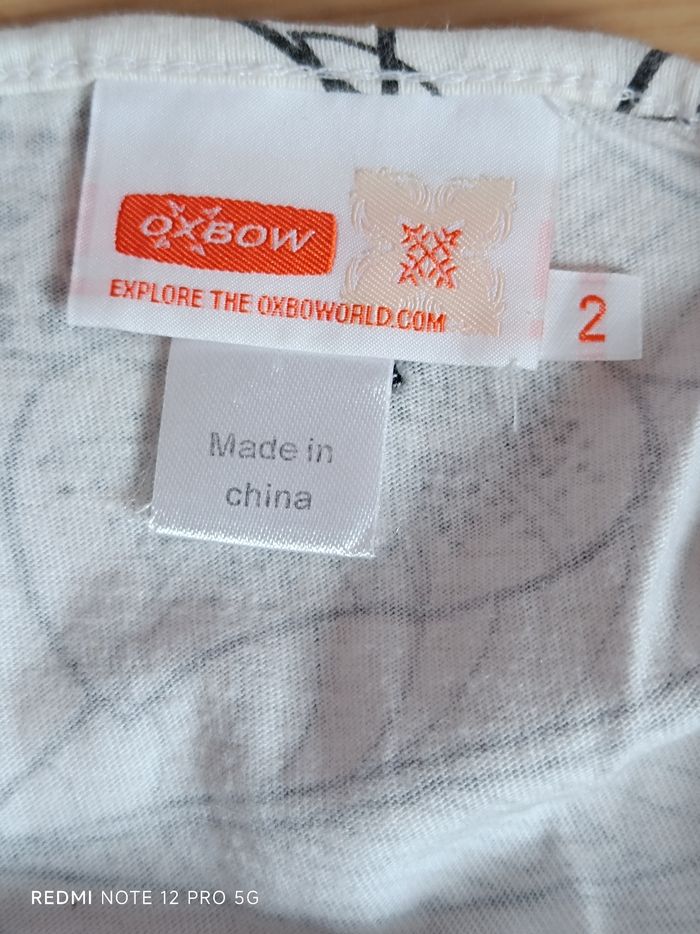 OXBOW
EXPLORE THE OXBOWORLD.COM
2
Made in
china
REDMI NOTE 12 PRO 5G